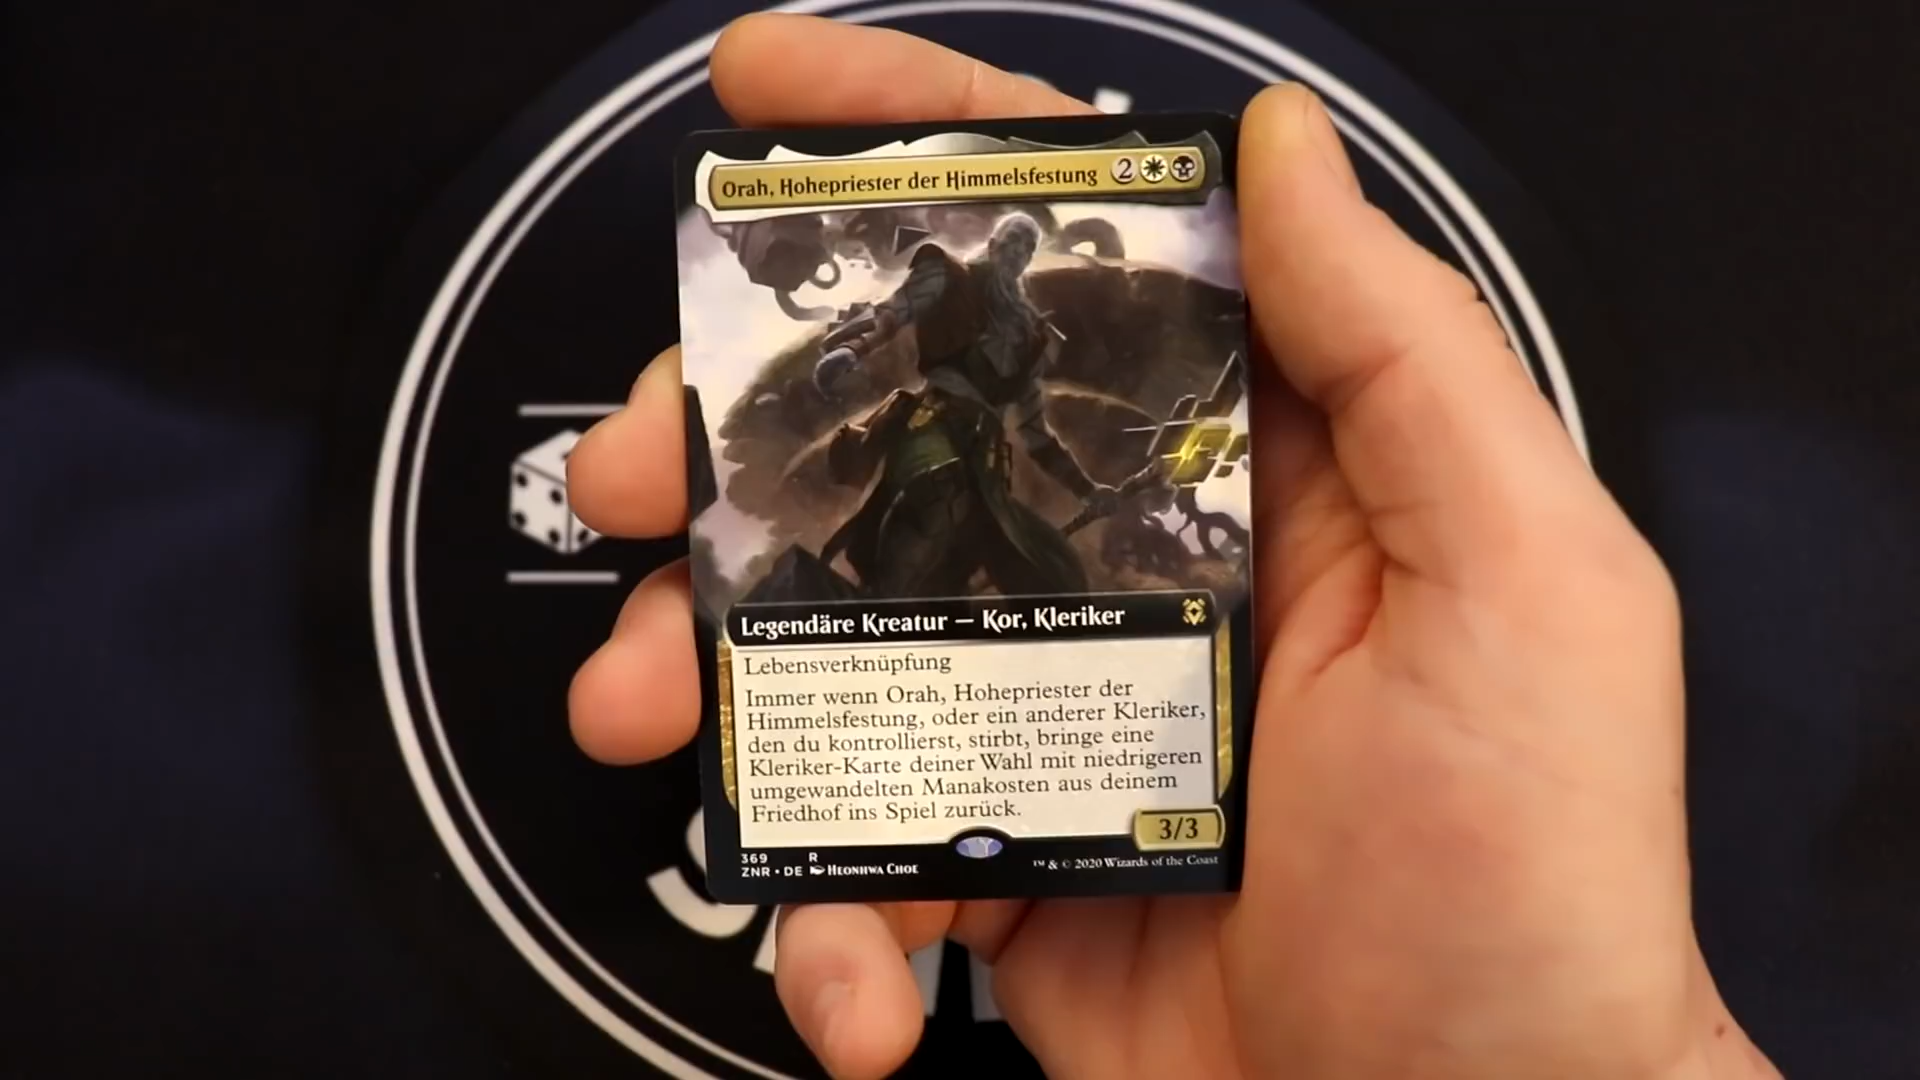 Orah, Hohepriester der Himmelsfestung 2
Legendäre Kreatur — Kor, Kleriker
Lebensverknüpfung
Immer wenn Orah, Hohepriester der
Himmelsfestung, oder ein anderer Kleriker,
den du kontrollierst, stirbt, bringe eine
Kleriker-Karte deiner Wahl mit niedrigeren
umgewandelten Manakosten aus deinem
Friedhof ins Spiel zurück.
3/3
369 R
ZNR • DE Heonhwa Choe
™ & © 2020 Wizards of the Coast